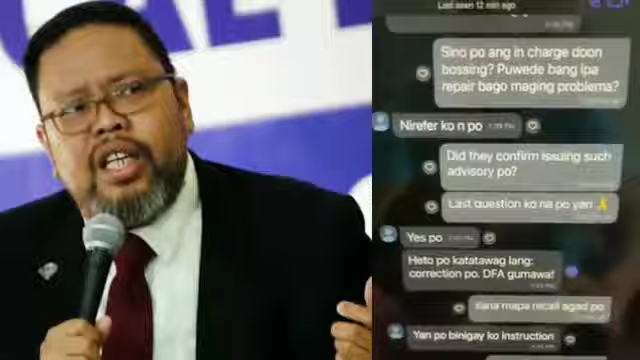 Last seen 12 min ago
Sino po ang in charge doon
bossing? Puwede bang ipa
repair bago maging problema?
Nirefer ko n po
Did they confirm issuing such
advisory po?
Last question ko na po yan 🙏
Yes po
Heto po katatawag lang:
correction po. DFA gumawa!
sana mapa recall agad po
Yan po binigay ko instruction